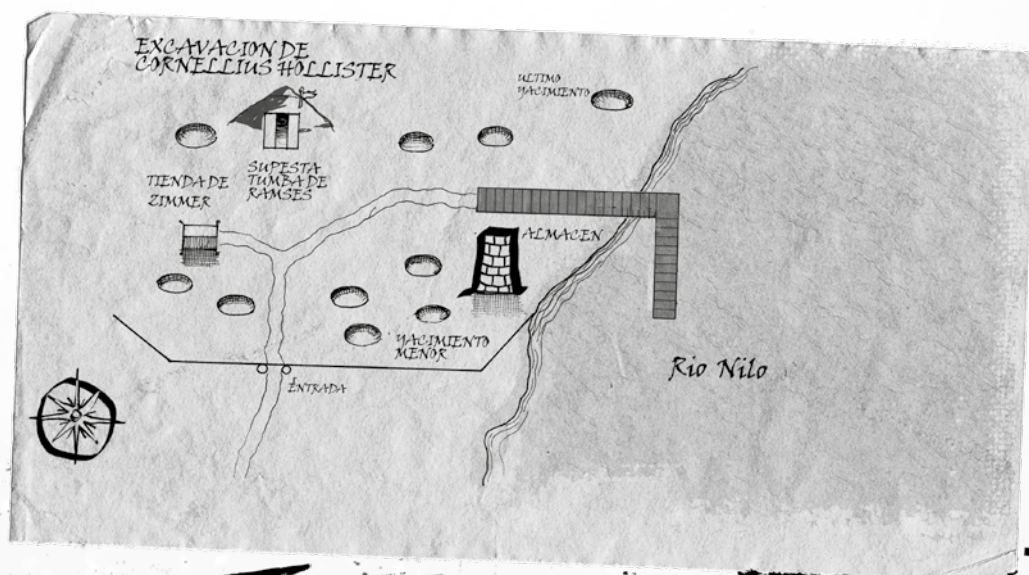 EXCAVACION DE
CORNELLIUS HOLLISTER
ULTIMO
YACIMIENTO
SUPESTA
TUMBA DE
RAMSES
TIENDA DE
ZIMMER
ALMACEN
YACIMIENTO
MENOR
Rio Nilo
ENTRADA